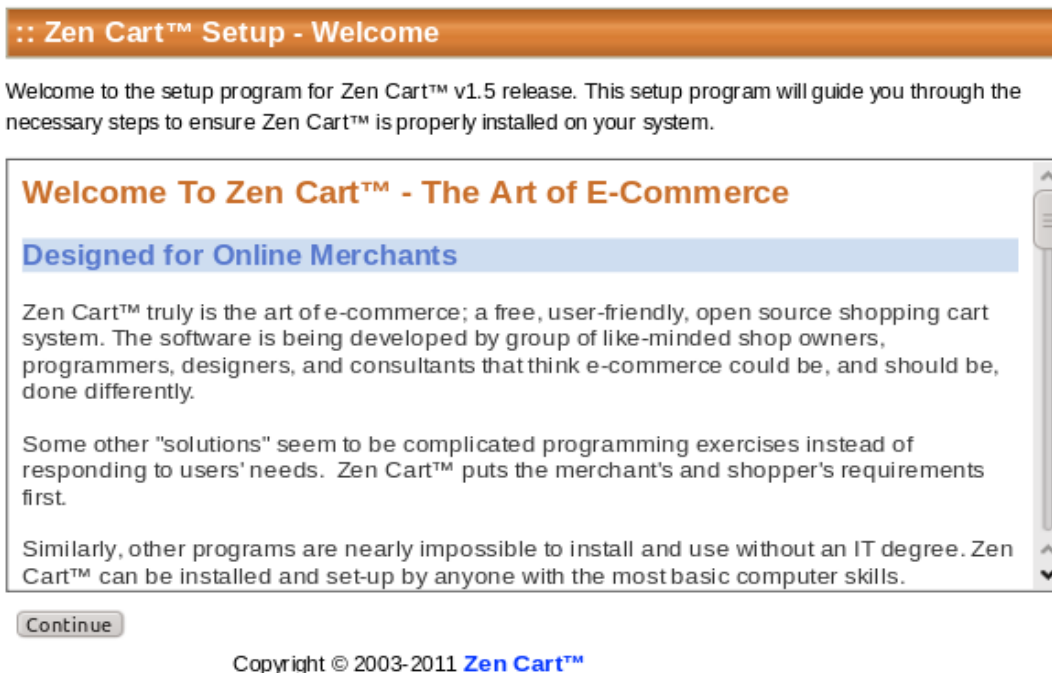 :: Zen Cart™ Setup - Welcome
Welcome to the setup program for Zen Cart™ v1.5 release. This setup program will guide you through the
necessary steps to ensure Zen Cart™ is properly installed on your system.
Welcome To Zen Cart™ - The Art of E-Commerce
Designed for Online Merchants
Zen Cart™ truly is the art of e-commerce; a free, user-friendly, open source shopping cart
system. The software is being developed by group of like-minded shop owners,
programmers, designers, and consultants that think e-commerce could be, and should be,
done differently.
Some other "solutions" seem to be complicated programming exercises instead of
responding to users' needs.  Zen Cart™ puts the merchant's and shopper's requirements
first.
Similarly, other programs are nearly impossible to install and use without an IT degree. Zen
Cart™ can be installed and set-up by anyone with the most basic computer skills.
Continue
Copyright © 2003-2011 Zen Cart™